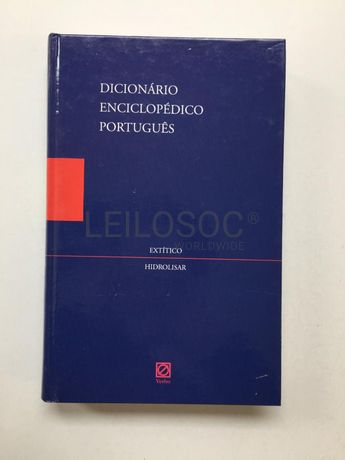 DICIONÁRIO
ENCICLOPÉDICO
PORTUGUÊS
LEILOSOC®
WORLDWIDE
EXTÍTICO
HIDROLISAR
Verbo